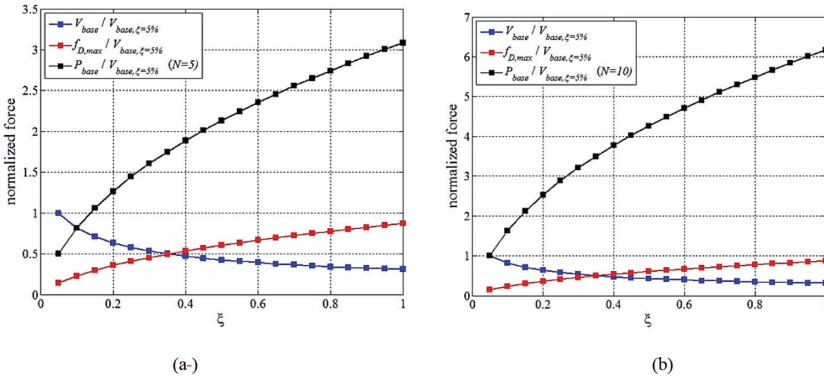 3.5
3
2.5
2
1.5
1
0.5
0
0 0.2 0.4 0.6 0.8 1
normalized force
ξ
V_base / V_base,ξ=5%
f_D,max / V_base,ξ=5%
P_base / V_base,ξ=5% (N=5)
(a-)
7
6
5
4
3
2
1
0
0 0.2 0.4 0.6 0.8 1
normalized force
ξ
V_base / V_base,ξ=5%
f_D,max / V_base,ξ=5%
P_base / V_base,ξ=5% (N=10)
(b)